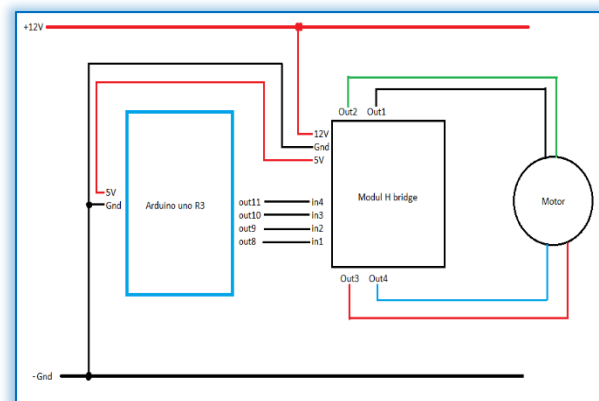 +12V
Out2
Out1
12V
Gnd
5V
5V
Gnd
Arduino uno R3
out11
out10
out9
out8
in4
in3
in2
in1
Modul H bridge
Motor
Out3
Out4
-Gnd